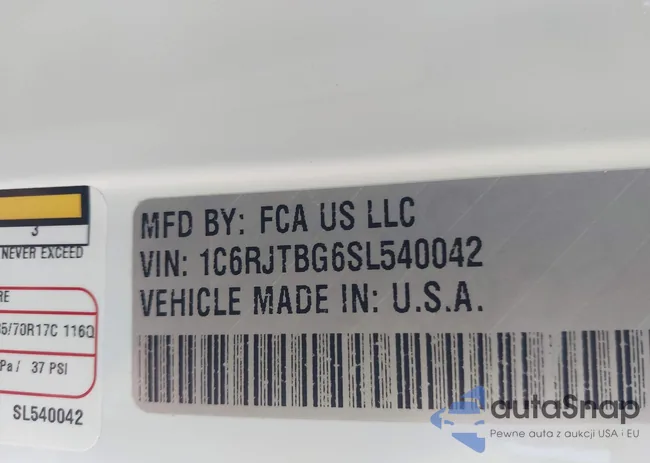 3
NEVER EXCEED
RE
5/70R17C 116Q
Pa / 37 PSI
SL540042
MFD BY: FCA US LLC
VIN: 1C6RJTBG6SL540042
VEHICLE MADE IN: U.S.A.
autoSnap
Pewne auta z aukcji USA i EU